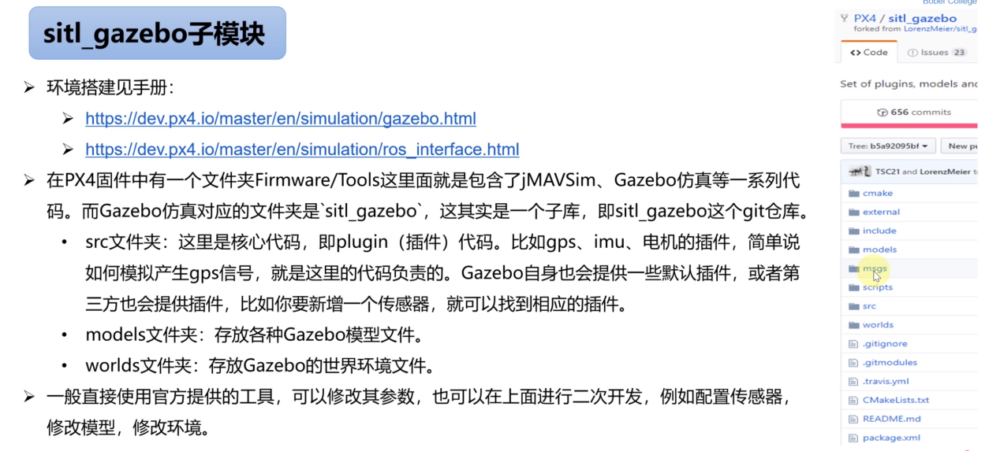 sitl_gazebo子模块
➢ 环境搭建见手册：
➢ https://dev.px4.io/master/en/simulation/gazebo.html
➢ https://dev.px4.io/master/en/simulation/ros_interface.html
➢ 在PX4固件中有一个文件夹Firmware/Tools这里面就是包含了jMAVSim、Gazebo仿真等一系列代
码。而Gazebo仿真对应的文件夹是`sitl_gazebo`，这其实是一个子库，即sitl_gazebo这个git仓库。
• src文件夹：这里是核心代码，即plugin（插件）代码。比如gps、imu、电机的插件，简单说
如何模拟产生gps信号，就是这里的代码负责的。Gazebo自身也会提供一些默认插件，或者第
三方也会提供插件，比如你要新增一个传感器，就可以找到相应的插件。
• models文件夹：存放各种Gazebo模型文件。
• worlds文件夹：存放Gazebo的世界环境文件。
➢ 一般直接使用官方提供的工具，可以修改其参数，也可以在上面进行二次开发，例如配置传感器，
修改模型，修改环境。
College
PX4 / sitl_gazebo
forked from LorenzMeier/sitl_g
<> Code Issues 23
Set of plugins, models and
656 commits
Tree: b5a92095bf New pu
TSC21 and LorenzMeier
cmake
external
include
models
msgs
scripts
src
worlds
.gitignore
.gitmodules
.travis.yml
CMakeLists.txt
README.md
package.xml